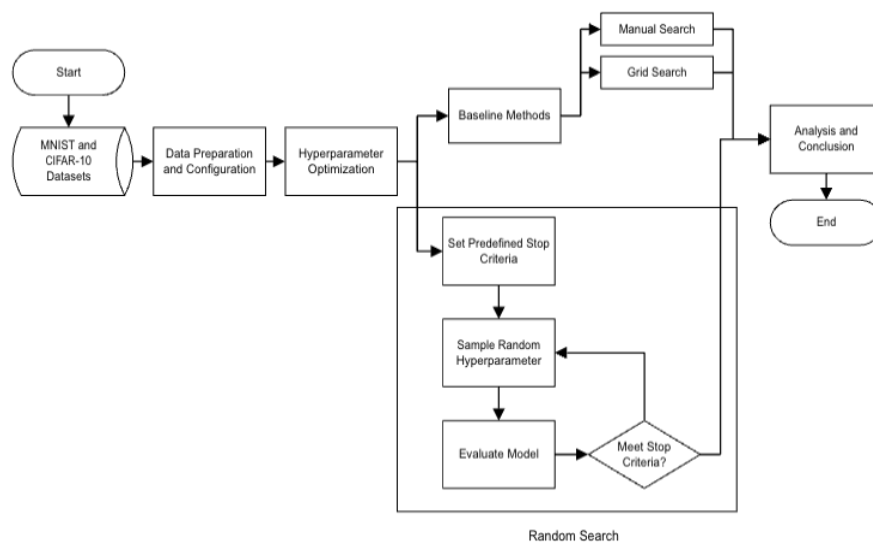 Start
MNIST and
CIFAR-10
Datasets
Data Preparation
and Configuration
Hyperparameter
Optimization
Baseline Methods
Manual Search
Grid Search
Analysis and
Conclusion
End
Set Predefined Stop
Criteria
Sample Random
Hyperparameter
Evaluate Model
Meet Stop
Criteria?
Random Search